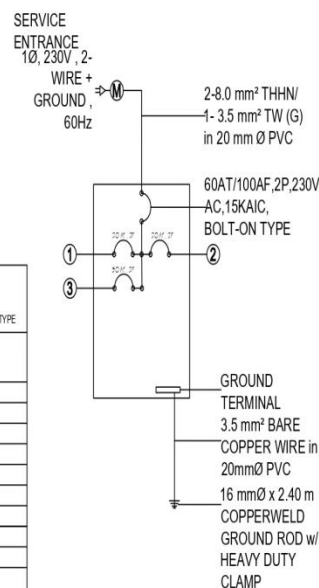 SERVICE
ENTRANCE
1Ø, 230V , 2-
WIRE +
GROUND ,
60Hz
M
2-8.0 mm² THHN/
1- 3.5 mm² TW (G)
in 20 mm Ø PVC
60AT/100AF,2P,230V
AC,15KAIC,
BOLT-ON TYPE
1
2
3
TYPE
GROUND
TERMINAL
3.5 mm² BARE
COPPER WIRE in
20mmØ PVC
16 mmØ x 2.40 m
COPPERWELD
GROUND ROD w/
HEAVY DUTY
CLAMP